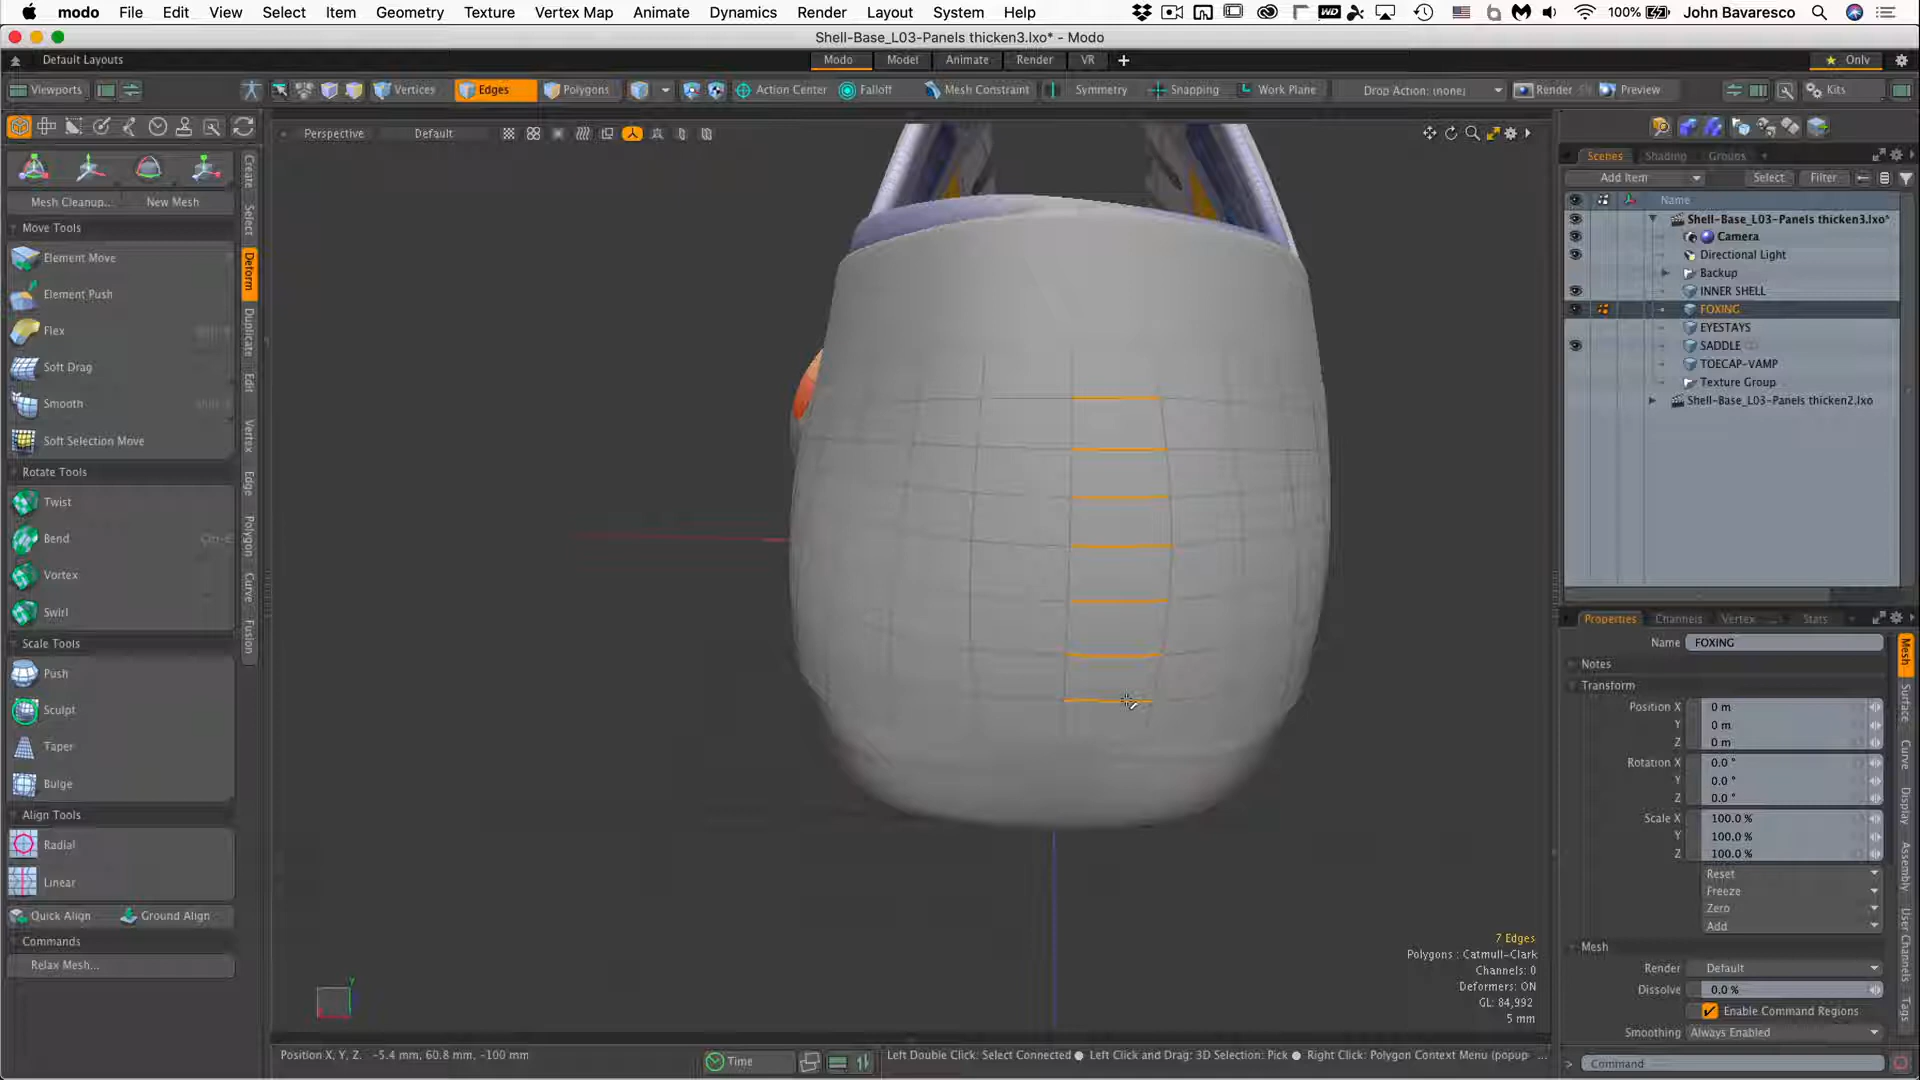 modo File Edit View Select Item Geometry Texture Vertex Map Animate Dynamics Render Layout System Help
100% John Bavaresco
Shell-Base_L03-Panels thicken3.lxo* - Modo
Default Layouts
Modo Model Animate Render VR
Only
Viewports Vertices Edges Polygons Action Center Falloff Mesh Constraint Symmetry Snapping Work Plane Drop Action: (none) Render Preview Kits
Perspective Default
Scenes Shading Groups
Add Item Select Filter
Name
Shell-Base_L03-Panels thicken3.lxo*
Camera
Directional Light
Backup
INNER SHELL
FOXING
EYESTAYS
SADDLE
TOECAP-VAMP
Texture Group
Shell-Base_L03-Panels thicken2.lxo
Mesh Cleanup... New Mesh
Move Tools
Element Move
Element Push
Flex
Soft Drag
Smooth
Soft Selection Move
Rotate Tools
Twist
Bend
Vortex
Swirl
Scale Tools
Push
Sculpt
Taper
Bulge
Align Tools
Radial
Linear
Quick Align Ground Align
Commands
Relax Mesh...
Create
Select
Deform
Duplicate
Edit
Vertex
Edge
Polygon
Curve
Fusion
Properties Channels Vertex Stats
Name FOXING
Notes
Transform
Position X 0 m
Y 0 m
Z 0 m
Rotation X 0.0 °
Y 0.0 °
Z 0.0 °
Scale X 100.0 %
Y 100.0 %
Z 100.0 %
Reset
Freeze
Zero
Add
Mesh
Render Default
Dissolve 0.0 %
Enable Command Regions
Smoothing Always Enabled
Mesh
Surface
Curve
Display
Assembly
User Channels
Tags
7 Edges
Polygons : Catmull-Clark
Channels: 0
Deformers: ON
GL: 84,992
5 mm
Position X, Y, Z: -5.4 mm, 60.8 mm, -100 mm
Time
Left Double Click: Select Connected ● Left Click and Drag: 3D Selection: Pick ● Right Click: Polygon Context Menu (popup ...
Command